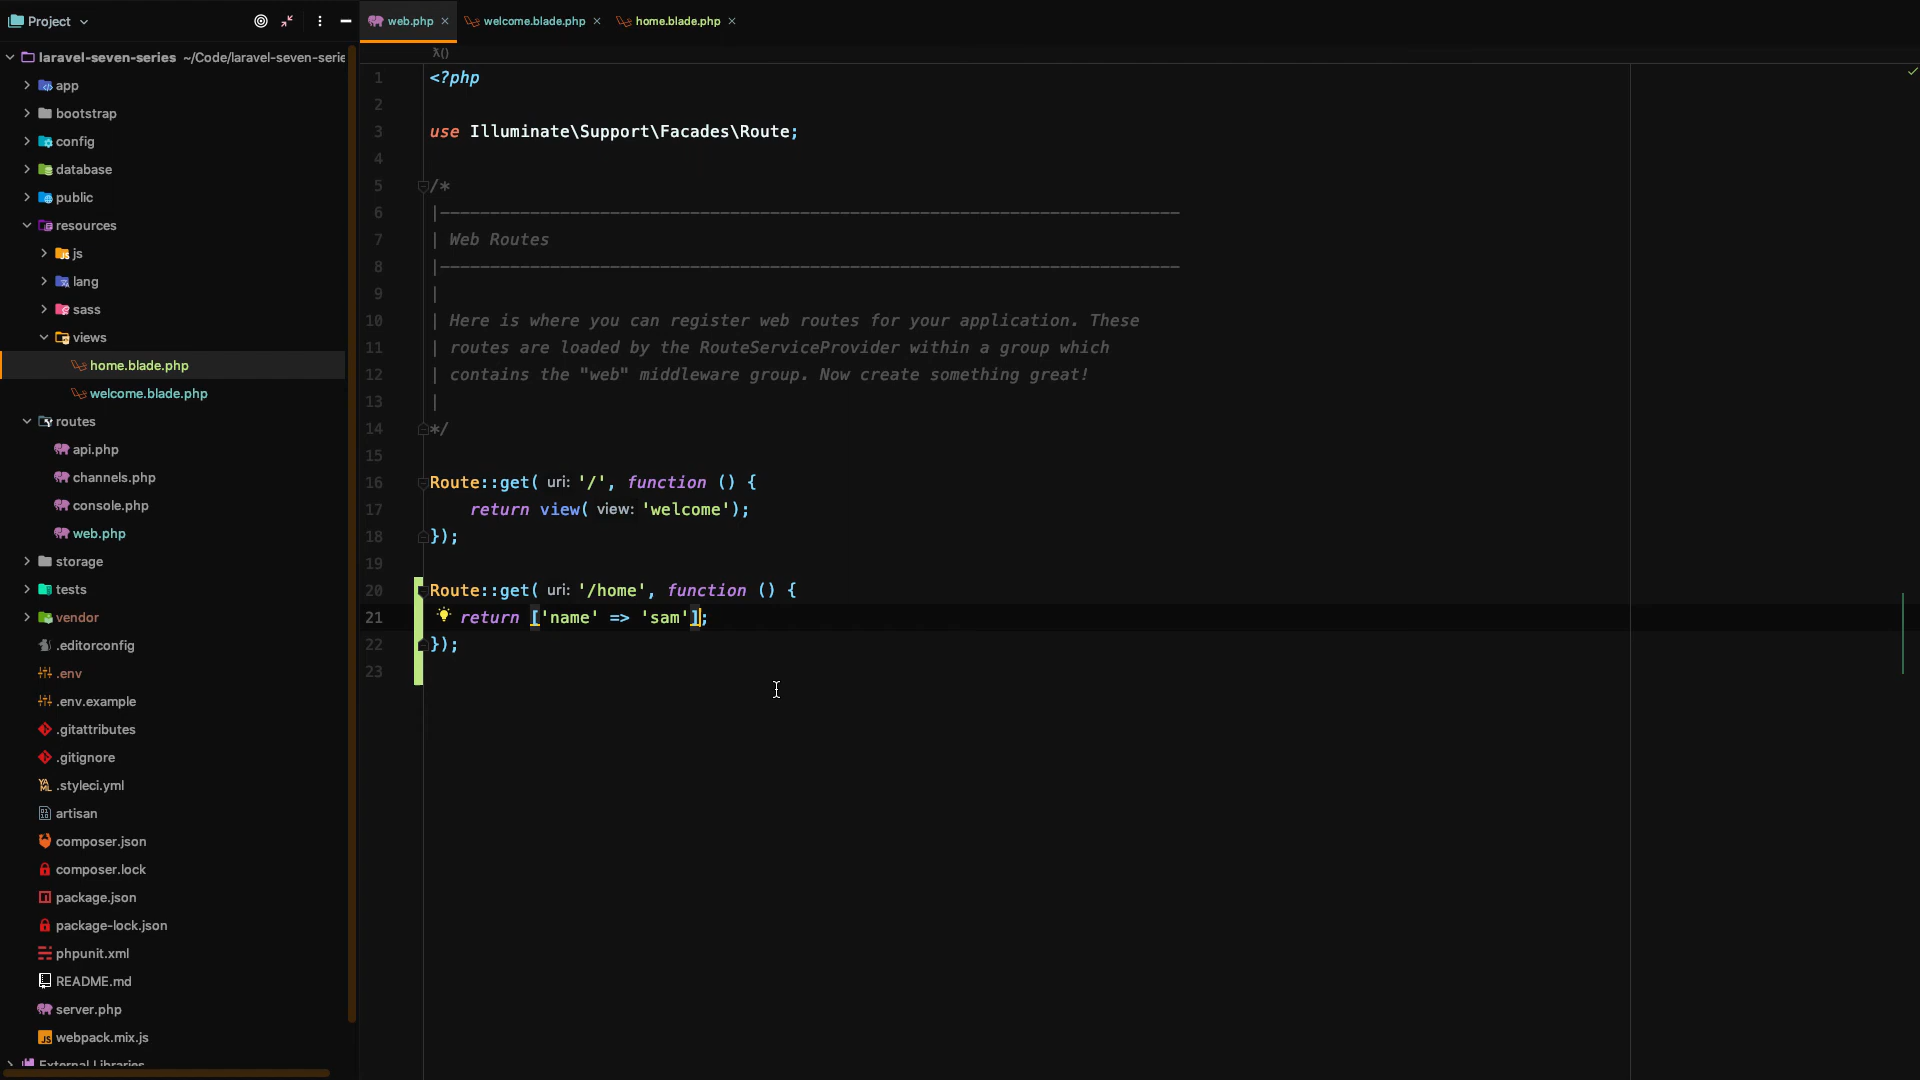 Project
web.php
welcome.blade.php
home.blade.php
laravel-seven-series ~/Code/laravel-seven-serie
app
bootstrap
config
database
public
resources
js
lang
sass
views
home.blade.php
welcome.blade.php
routes
api.php
channels.php
console.php
web.php
storage
tests
vendor
.editorconfig
.env
.env.example
.gitattributes
.gitignore
.styleci.yml
artisan
composer.json
composer.lock
package.json
package-lock.json
phpunit.xml
README.md
server.php
webpack.mix.js
External Libraries
λ()
1 <?php
2
3 use Illuminate\Support\Facades\Route;
4
5 /*
6 |--------------------------------------------------------------------------
7 | Web Routes
8 |--------------------------------------------------------------------------
9 |
10 | Here is where you can register web routes for your application. These
11 | routes are loaded by the RouteServiceProvider within a group which
12 | contains the "web" middleware group. Now create something great!
13 |
14 */
15
16 Route::get( uri: '/', function () {
17 return view( view: 'welcome');
18 });
19
20 Route::get( uri: '/home', function () {
21 return ['name' => 'sam'];
22 });
23